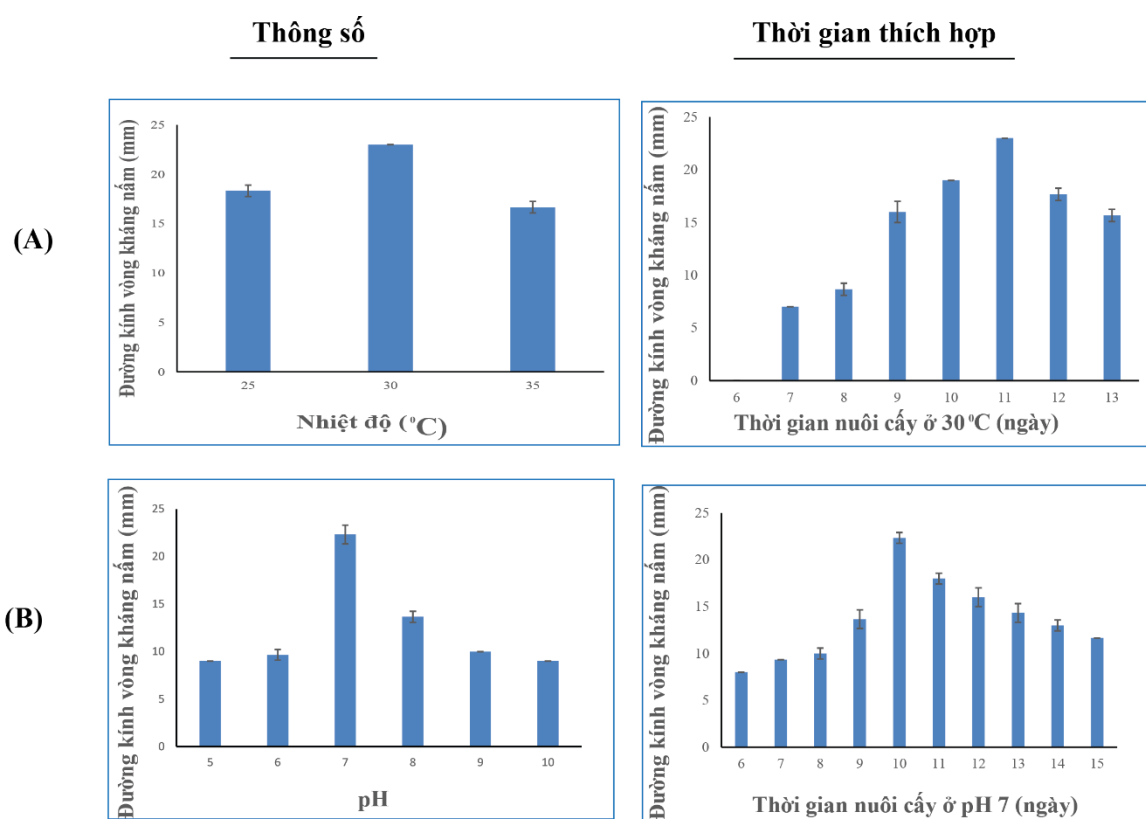 Thông số
Thời gian thích hợp
(A)
Đường kính vòng kháng nấm (mm)
25
20
15
10
5
0
25 30 35
Nhiệt độ (⁰C)
Đường kính vòng kháng nấm (mm)
25
20
15
10
5
0
6 7 8 9 10 11 12 13
Thời gian nuôi cấy ở 30 ⁰C (ngày)
(B)
Đường kính vòng kháng nấm (mm)
25
20
15
10
5
0
5 6 7 8 9 10
pH
Đường kính vòng kháng nấm (mm)
25
20
15
10
5
0
6 7 8 9 10 11 12 13 14 15
Thời gian nuôi cấy ở pH 7 (ngày)